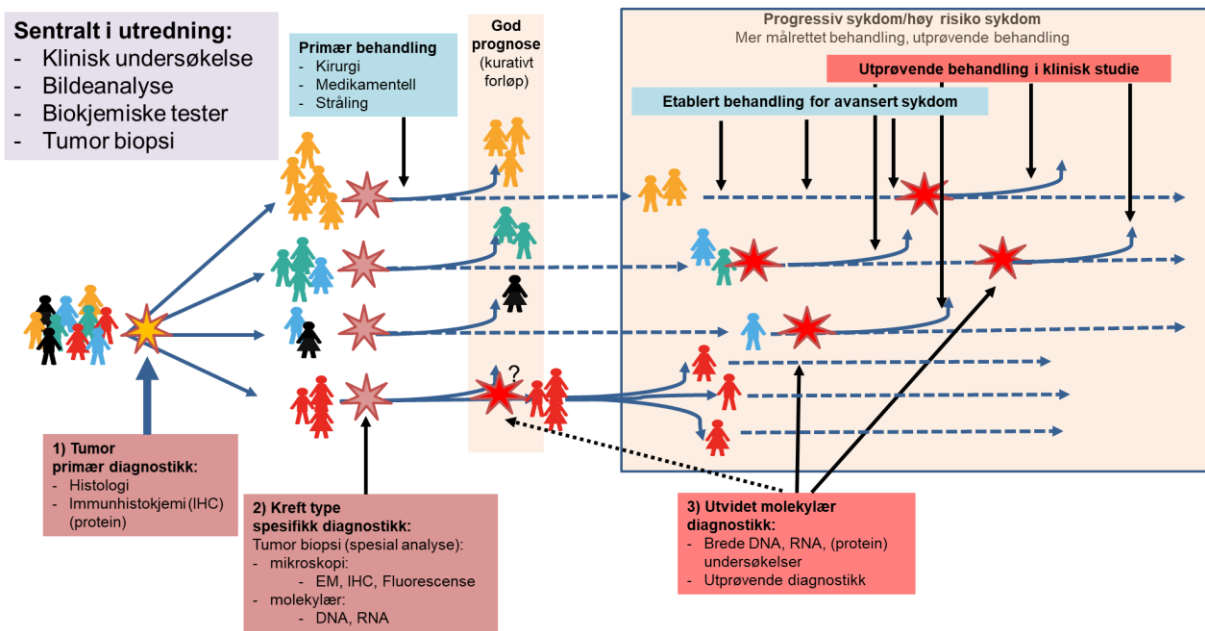 Sentralt i utredning:
- Klinisk undersøkelse
- Bildeanalyse
- Biokjemiske tester
- Tumor biopsi
Primær behandling
- Kirurgi
- Medikamentell
- Stråling
God
prognose
(kurativt
forløp)
Progressiv sykdom/høy risiko sykdom
Mer målrettet behandling, utprøvende behandling
Utprøvende behandling i klinisk studie
Etablert behandling for avansert sykdom
?
1) Tumor
primær diagnostikk:
- Histologi
- Immunhistokjemi (IHC)
(protein)
2) Kreft type
spesifikk diagnostikk:
Tumor biopsi (spesial analyse):
- mikroskopi:
- EM, IHC, Fluorescense
- molekylær:
- DNA, RNA
3) Utvidet molekylær
diagnostikk:
- Brede DNA, RNA, (protein)
undersøkelser
- Utprøvende diagnostikk